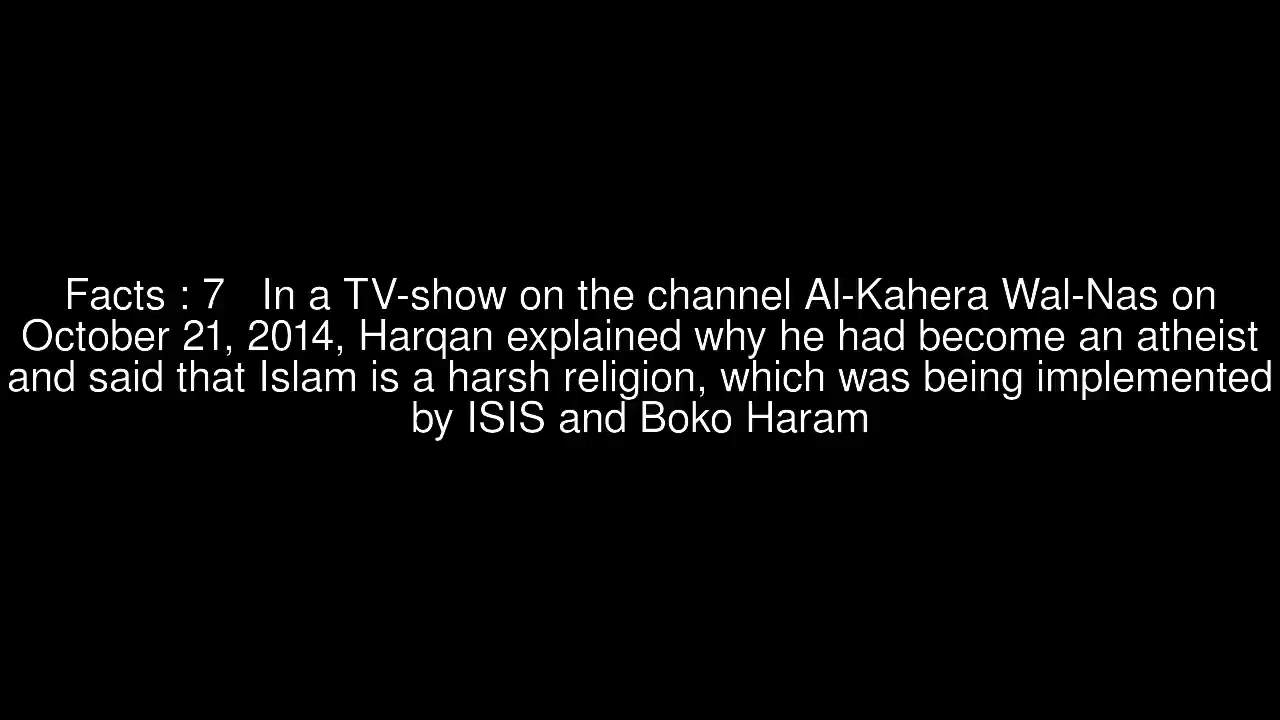 Facts : 7   In a TV-show on the channel Al-Kahera Wal-Nas on
October 21, 2014, Harqan explained why he had become an atheist
and said that Islam is a harsh religion, which was being implemented
by ISIS and Boko Haram